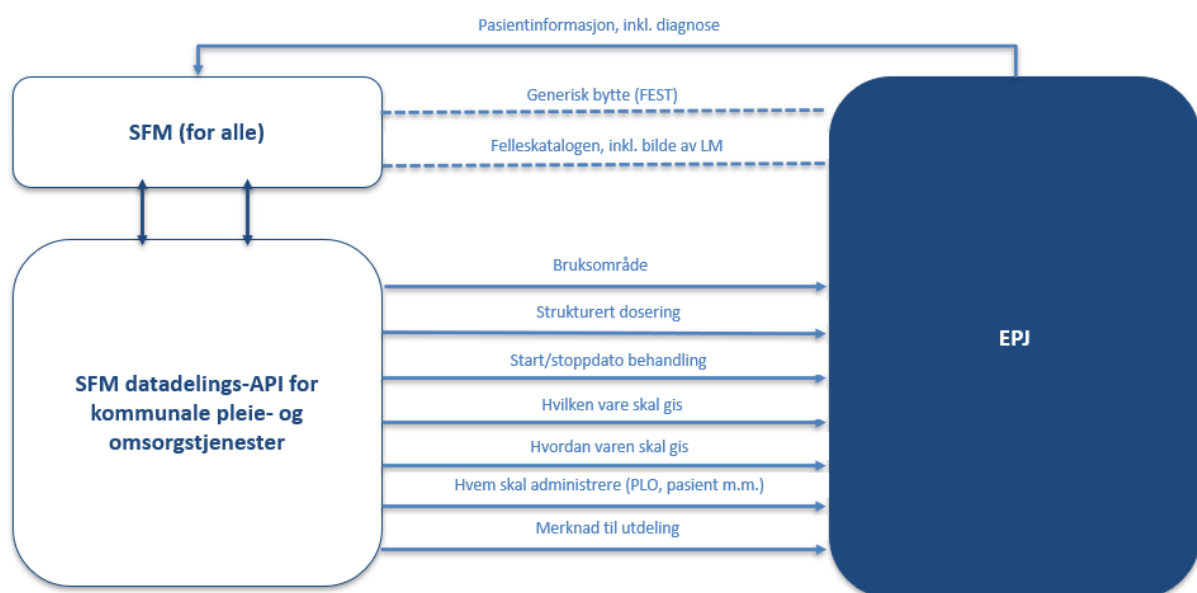 Pasientinformasjon, inkl. diagnose
SFM (for alle)
Generisk bytte (FEST)
Felleskatalogen, inkl. bilde av LM
SFM datadelings-API for
kommunale pleie- og
omsorgstjenester
Bruksområde
Strukturert dosering
Start/stoppdato behandling
Hvilken vare skal gis
Hvordan varen skal gis
Hvem skal administrere (PLO, pasient m.m.)
Merknad til utdeling
EPJ